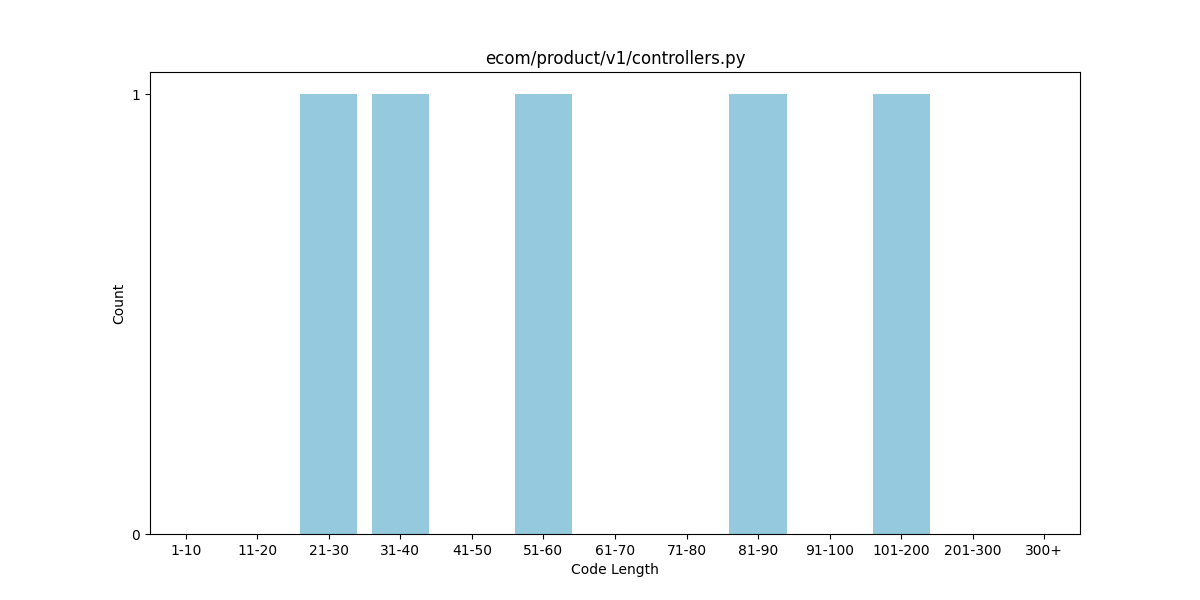 ecom/product/v1/controllers.py
1
Count
0
1-10 11-20 21-30 31-40 41-50 51-60 61-70 71-80 81-90 91-100 101-200 201-300 300+
Code Length